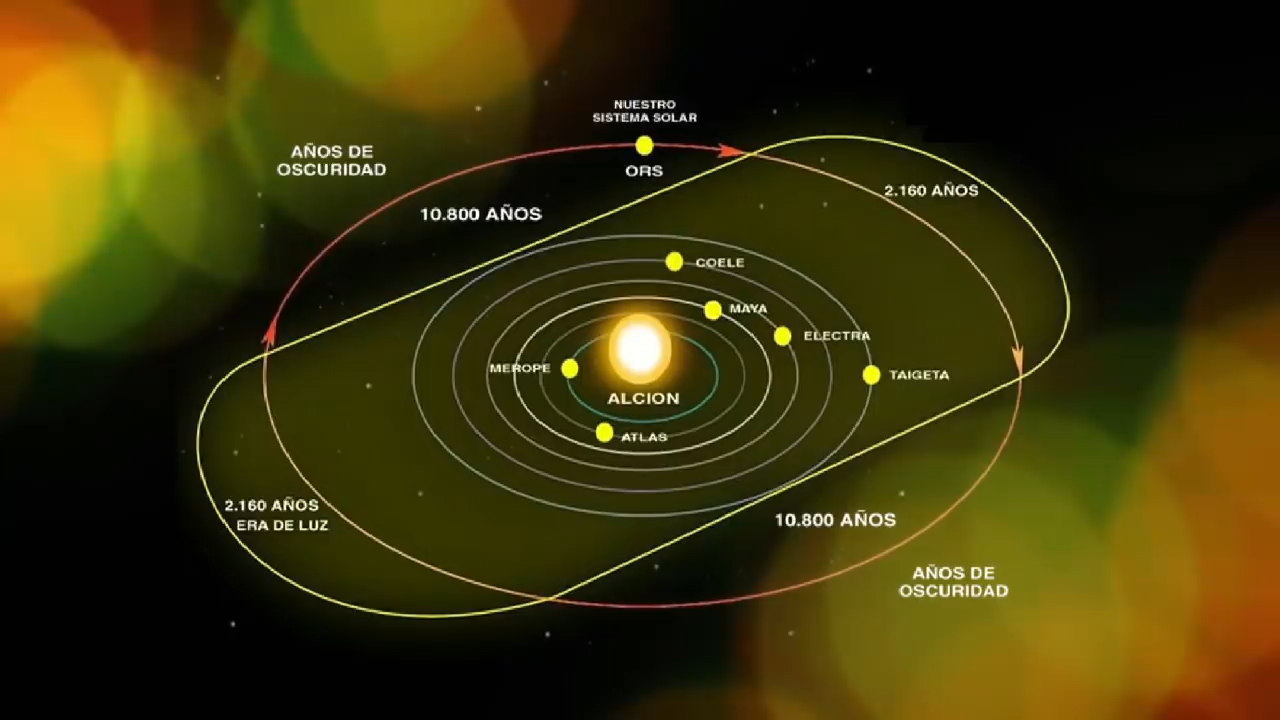 NUESTRO
SISTEMA SOLAR
ORS
AÑOS DE
OSCURIDAD
10.800 AÑOS
2.160 AÑOS
COELE
MAYA
ELECTRA
MEROPE
TAIGETA
ALCION
ATLAS
2.160 AÑOS
ERA DE LUZ
10.800 AÑOS
AÑOS DE
OSCURIDAD